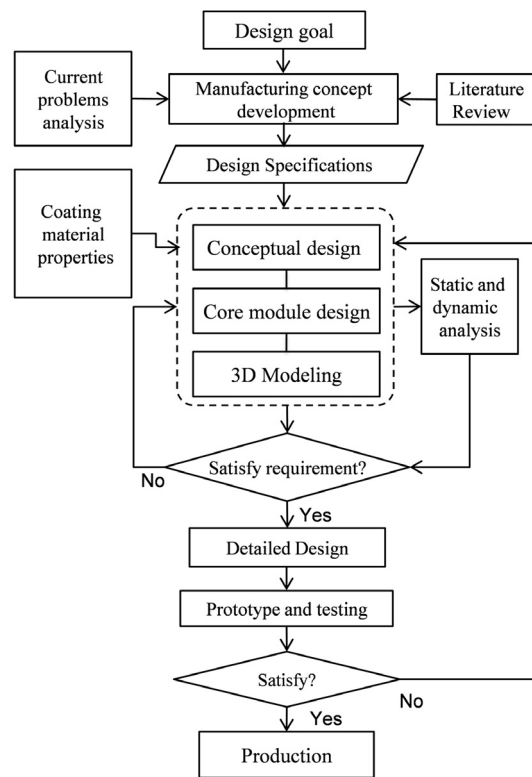 Design goal
Current
problems
analysis
Manufacturing concept
development
Literature
Review
Design Specifications
Coating
material
properties
Conceptual design
Core module design
3D Modeling
Static and
dynamic
analysis
Satisfy requirement?
No
Yes
Detailed Design
Prototype and testing
Satisfy?
No
Yes
Production